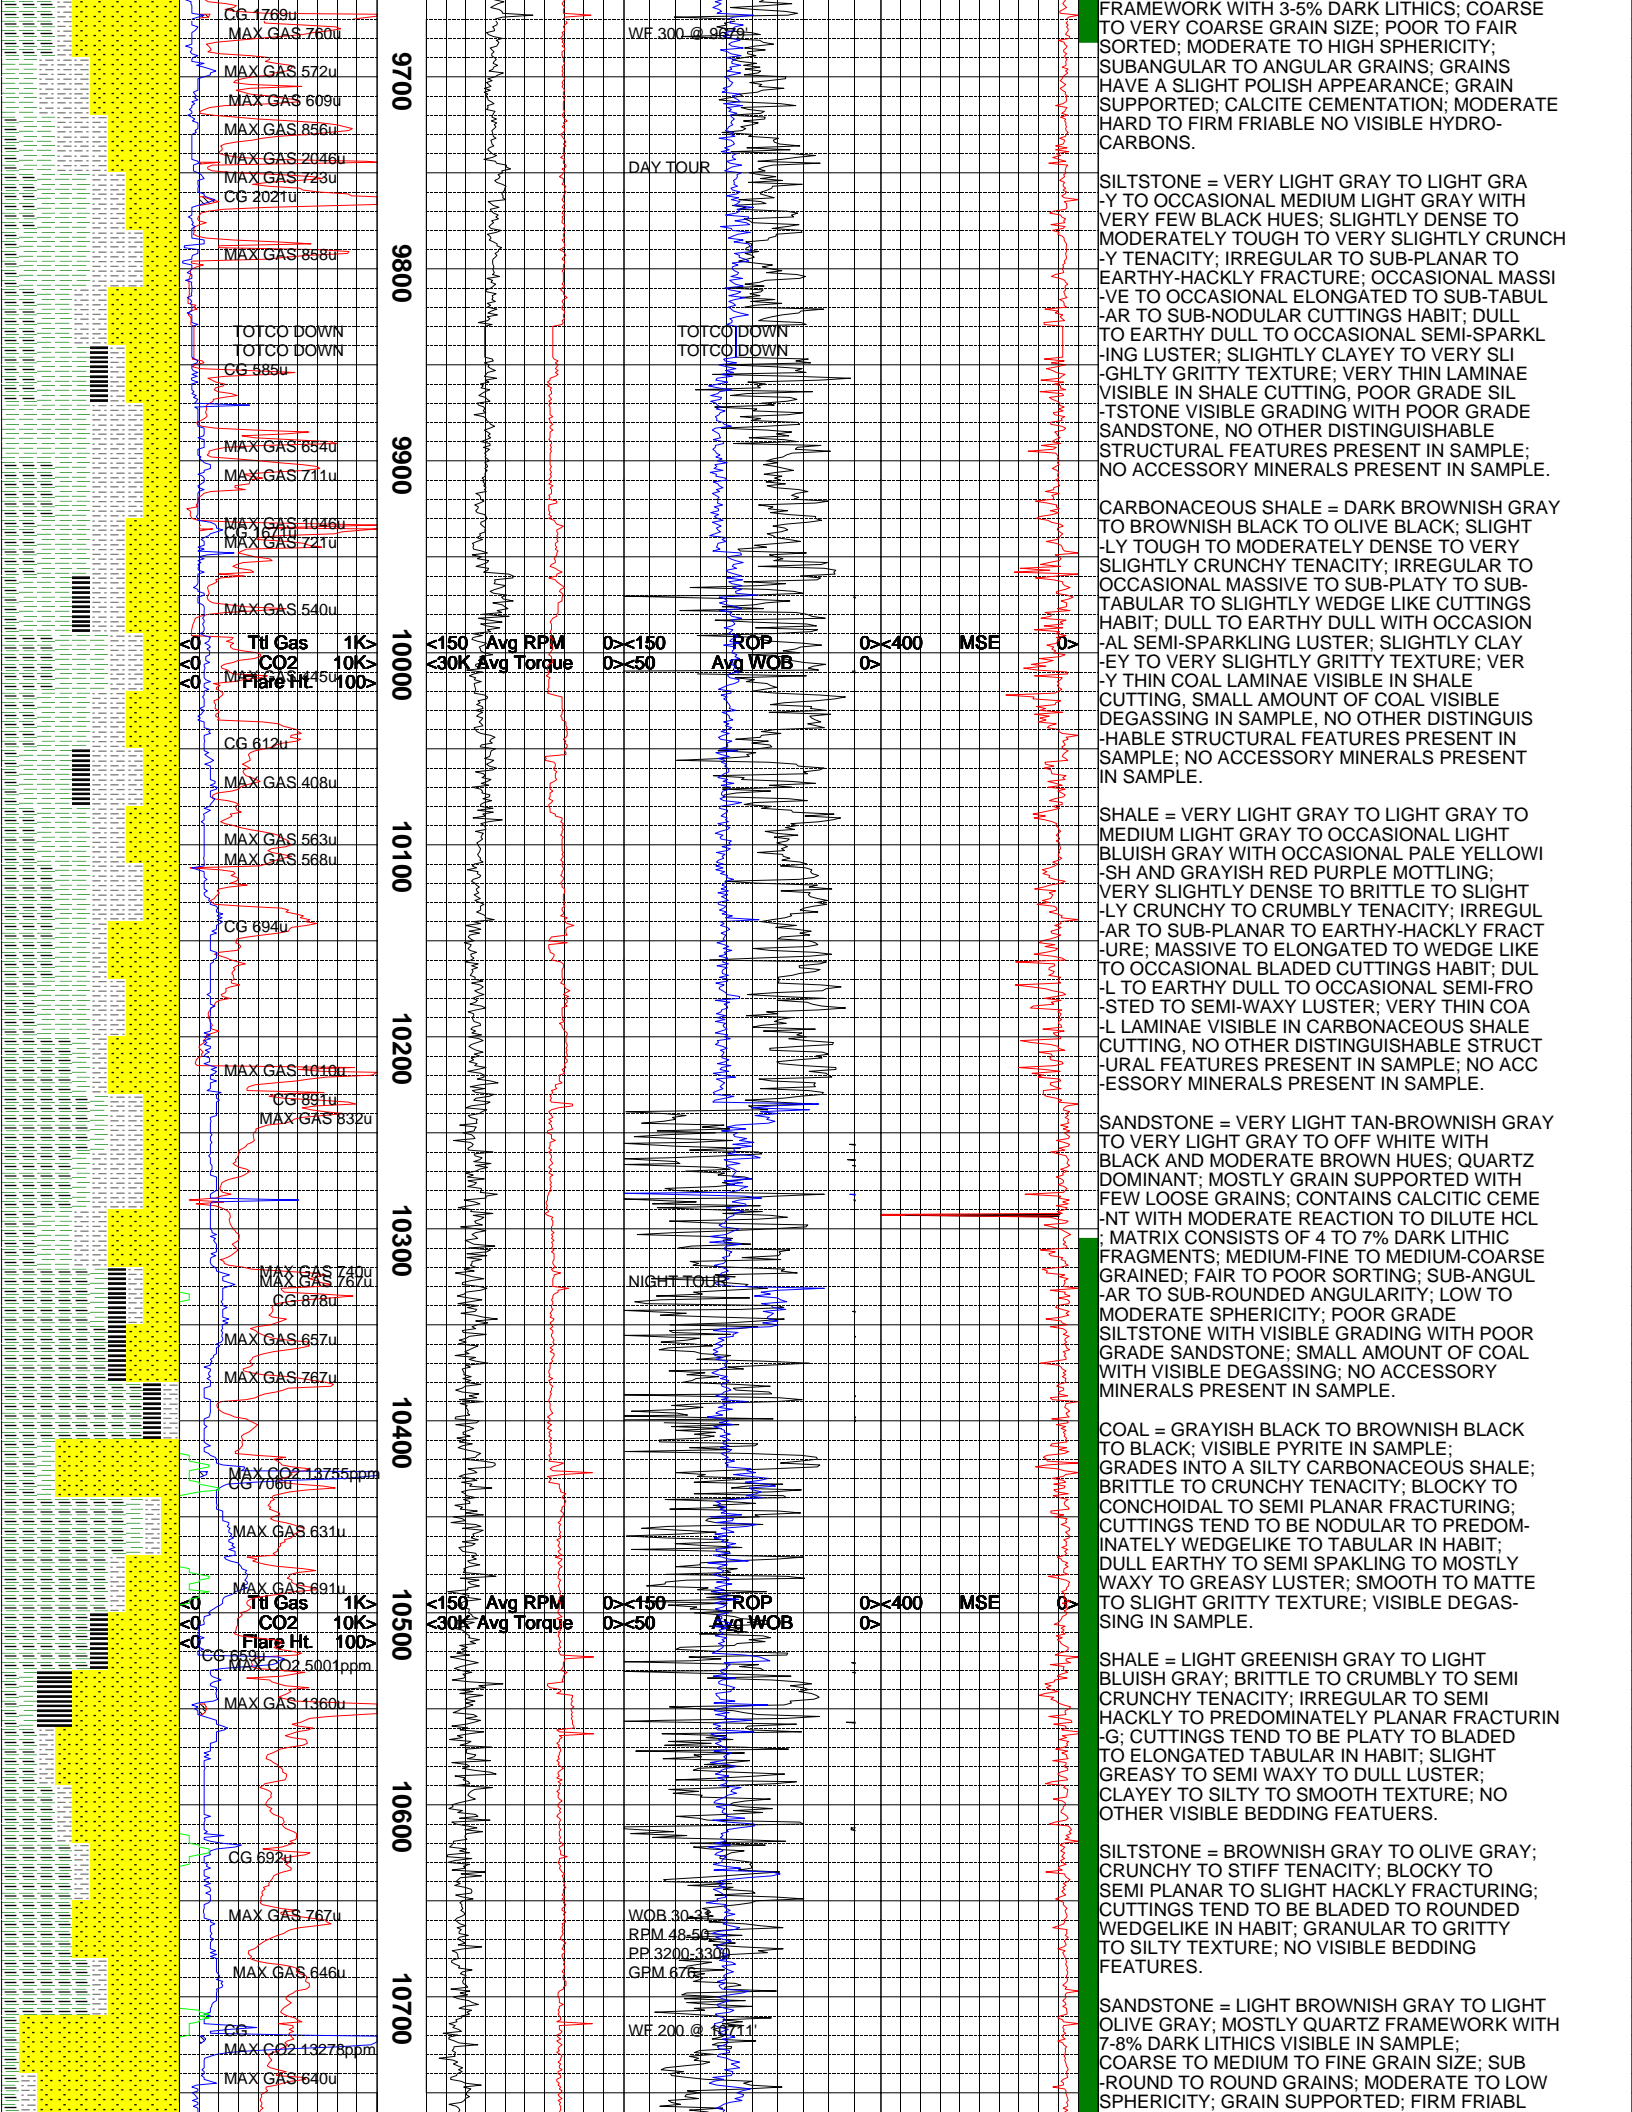 CG 1769u
MAX GAS 760u
MAX GAS 572u
MAX GAS 609u
MAX GAS 856u
MAX GAS 2046u
MAX GAS 723u
CG 2021u
MAX GAS 858u
TOTCO DOWN
TOTCO DOWN
CG 585u
MAX GAS 654u
MAX GAS 711u
MAX GAS 1046u
CG 1671u
MAX GAS 721u
MAX GAS 540u
<0 Ttl Gas 1K>
<0 CO2 10K>
MAX GAS 445u
<0 Flare Ht. 100>
CG 612u
MAX GAS 408u
MAX GAS 563u
MAX GAS 568u
CG 694u
MAX GAS 1010u
CG 891u
MAX GAS 832u
MAX GAS 740u
MAX GAS 767u
CG 878u
MAX GAS 657u
MAX GAS 767u
MAX CO2 13755ppm
CG 706u
MAX GAS 631u
MAX GAS 691u
<0 Ttl Gas 1K>
<0 CO2 10K>
<0 Flare Ht. 100>
CG 659u
MAX CO2 5001ppm
MAX GAS 1360u
CG 692u
MAX GAS 767u
MAX GAS 646u
CG
MAX CO2 13278ppm
MAX GAS 640u
9700
9800
9900
10000
10100
10200
10300
10400
10500
10600
10700
WF 300 @ 9679'
DAY TOUR
TOTCO DOWN
TOTCO DOWN
<150 Avg RPM 0><150 ROP 0><400 MSE 0>
<30K Avg Torque 0><50 Avg WOB 0>
NIGHT TOUR
<150 Avg RPM 0><150 ROP 0><400 MSE 0>
<30K Avg Torque 0><50 Avg WOB 0>
WOB 30-31
RPM 48-50
PP 3200-3300
GPM 676
WF 200 @ 10711'
FRAMEWORK WITH 3-5% DARK LITHICS; COARSE
TO VERY COARSE GRAIN SIZE; POOR TO FAIR
SORTED; MODERATE TO HIGH SPHERICITY;
SUBANGULAR TO ANGULAR GRAINS; GRAINS
HAVE A SLIGHT POLISH APPEARANCE; GRAIN
SUPPORTED; CALCITE CEMENTATION; MODERATE
HARD TO FIRM FRIABLE NO VISIBLE HYDRO-
CARBONS.
SILTSTONE = VERY LIGHT GRAY TO LIGHT GRA
-Y TO OCCASIONAL MEDIUM LIGHT GRAY WITH
VERY FEW BLACK HUES; SLIGHTLY DENSE TO
MODERATELY TOUGH TO VERY SLIGHTLY CRUNCH
-Y TENACITY; IRREGULAR TO SUB-PLANAR TO
EARTHY-HACKLY FRACTURE; OCCASIONAL MASSI
-VE TO OCCASIONAL ELONGATED TO SUB-TABUL
-AR TO SUB-NODULAR CUTTINGS HABIT; DULL
TO EARTHY DULL TO OCCASIONAL SEMI-SPARKL
-ING LUSTER; SLIGHTLY CLAYEY TO VERY SLI
-GHLTY GRITTY TEXTURE; VERY THIN LAMINAE
VISIBLE IN SHALE CUTTING, POOR GRADE SIL
-TSTONE VISIBLE GRADING WITH POOR GRADE
SANDSTONE, NO OTHER DISTINGUISHABLE
STRUCTURAL FEATURES PRESENT IN SAMPLE;
NO ACCESSORY MINERALS PRESENT IN SAMPLE.
CARBONACEOUS SHALE = DARK BROWNISH GRAY
TO BROWNISH BLACK TO OLIVE BLACK; SLIGHT
-LY TOUGH TO MODERATELY DENSE TO VERY
SLIGHTLY CRUNCHY TENACITY; IRREGULAR TO
OCCASIONAL MASSIVE TO SUB-PLATY TO SUB-
TABULAR TO SLIGHTLY WEDGE LIKE CUTTINGS
HABIT; DULL TO EARTHY DULL WITH OCCASION
-AL SEMI-SPARKLING LUSTER; SLIGHTLY CLAY
EY TO VERY SLIGHTLY GRITTY TEXTURE; VER
-Y THIN COAL LAMINAE VISIBLE IN SHALE
CUTTING, SMALL AMOUNT OF COAL VISIBLE
DEGASSING IN SAMPLE, NO OTHER DISTINGUIS
-HABLE STRUCTURAL FEATURES PRESENT IN
SAMPLE; NO ACCESSORY MINERALS PRESENT
IN SAMPLE.
SHALE = VERY LIGHT GRAY TO LIGHT GRAY TO
MEDIUM LIGHT GRAY TO OCCASIONAL LIGHT
BLUISH GRAY WITH OCCASIONAL PALE YELLOWI
-SH AND GRAYISH RED PURPLE MOTTLING;
VERY SLIGHTLY DENSE TO BRITTLE TO SLIGHT
-LY CRUNCHY TO CRUMBLY TENACITY; IRREGUL
-AR TO SUB-PLANAR TO EARTHY-HACKLY FRACT
-URE; MASSIVE TO ELONGATED TO WEDGE LIKE
TO OCCASIONAL BLADED CUTTINGS HABIT; DUL
-L TO EARTHY DULL TO OCCASIONAL SEMI-FRO
-STED TO SEMI-WAXY LUSTER; VERY THIN COA
-L LAMINAE VISIBLE IN CARBONACEOUS SHALE
CUTTING, NO OTHER DISTINGUISHABLE STRUCT
-URAL FEATURES PRESENT IN SAMPLE; NO ACC
-ESSORY MINERALS PRESENT IN SAMPLE.
SANDSTONE = VERY LIGHT TAN-BROWNISH GRAY
TO VERY LIGHT GRAY TO OFF WHITE WITH
BLACK AND MODERATE BROWN HUES; QUARTZ
DOMINANT; MOSTLY GRAIN SUPPORTED WITH
FEW LOOSE GRAINS; CONTAINS CALCITIC CEME
-NT WITH MODERATE REACTION TO DILUTE HCL
; MATRIX CONSISTS OF 4 TO 7% DARK LITHIC
FRAGMENTS; MEDIUM-FINE TO MEDIUM-COARSE
GRAINED; FAIR TO POOR SORTING; SUB-ANGUL
-AR TO SUB-ROUNDED ANGULARITY; LOW TO
MODERATE SPHERICITY; POOR GRADE
SILTSTONE WITH VISIBLE GRADING WITH POOR
GRADE SANDSTONE; SMALL AMOUNT OF COAL
WITH VISIBLE DEGASSING; NO ACCESSORY
MINERALS PRESENT IN SAMPLE.
COAL = GRAYISH BLACK TO BROWNISH BLACK
TO BLACK; VISIBLE PYRITE IN SAMPLE;
GRADES INTO A SILTY CARBONACEOUS SHALE;
BRITTLE TO CRUNCHY TENACITY; BLOCKY TO
CONCHOIDAL TO SEMI PLANAR FRACTURING;
CUTTINGS TEND TO BE NODULAR TO PREDOM-
INATELY WEDGELIKE TO TABULAR IN HABIT;
DULL EARTHY TO SEMI SPAKLING TO MOSTLY
WAXY TO GREASY LUSTER; SMOOTH TO MATTE
TO SLIGHT GRITTY TEXTURE; VISIBLE DEGAS-
SING IN SAMPLE.
SHALE = LIGHT GREENISH GRAY TO LIGHT
BLUISH GRAY; BRITTLE TO CRUMBLY TO SEMI
CRUNCHY TENACITY; IRREGULAR TO SEMI
HACKLY TO PREDOMINATELY PLANAR FRACTURIN
-G; CUTTINGS TEND TO BE PLATY TO BLADED
TO ELONGATED TABULAR IN HABIT; SLIGHT
GREASY TO SEMI WAXY TO DULL LUSTER;
CLAYEY TO SILTY TO SMOOTH TEXTURE; NO
OTHER VISIBLE BEDDING FEATUERS.
SILTSTONE = BROWNISH GRAY TO OLIVE GRAY;
CRUNCHY TO STIFF TENACITY; BLOCKY TO
SEMI PLANAR TO SLIGHT HACKLY FRACTURING;
CUTTINGS TEND TO BE BLADED TO ROUNDED
WEDGELIKE IN HABIT; GRANULAR TO GRITTY
TO SILTY TEXTURE; NO VISIBLE BEDDING
FEATURES.
SANDSTONE = LIGHT BROWNISH GRAY TO LIGHT
OLIVE GRAY; MOSTLY QUARTZ FRAMEWORK WITH
7-8% DARK LITHICS VISIBLE IN SAMPLE;
COARSE TO MEDIUM TO FINE GRAIN SIZE; SUB
-ROUND TO ROUND GRAINS; MODERATE TO LOW
SPHERICITY; GRAIN SUPPORTED; FIRM FRIABL